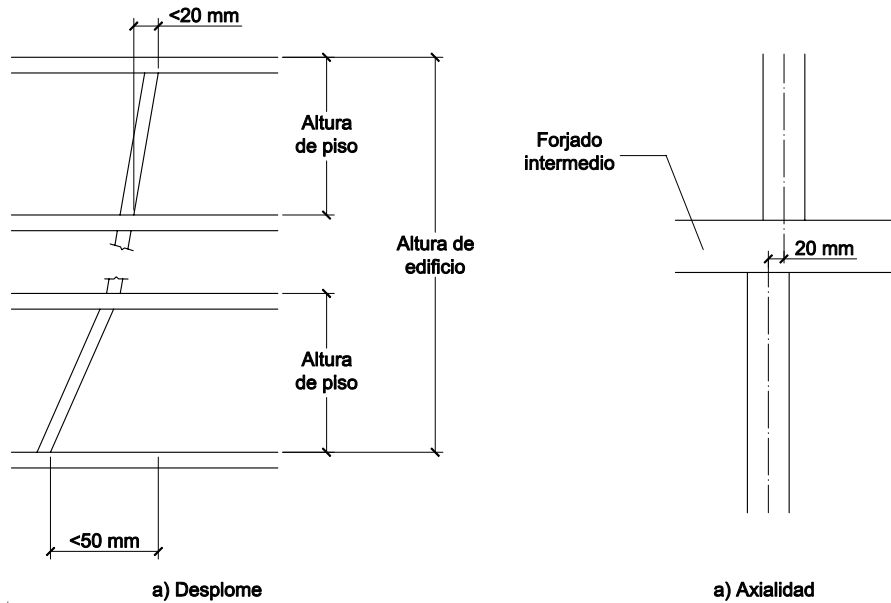 <20 mm
Altura
de piso
Altura de
edificio
Altura
de piso
<50 mm
a) Desplome
Forjado
intermedio
20 mm
a) Axialidad